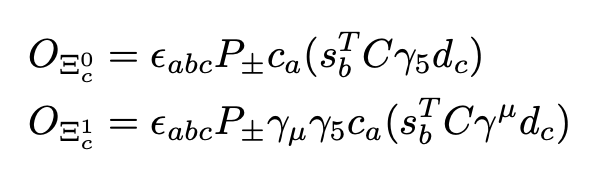 $O_{\Xi_c^0} = \epsilon_{abc} P_{\pm} c_a (s_b^T C \gamma_5 d_c)$
$O_{\Xi_c^1} = \epsilon_{abc} P_{\pm} \gamma_\mu \gamma_5 c_a (s_b^T C \gamma^\mu d_c)$